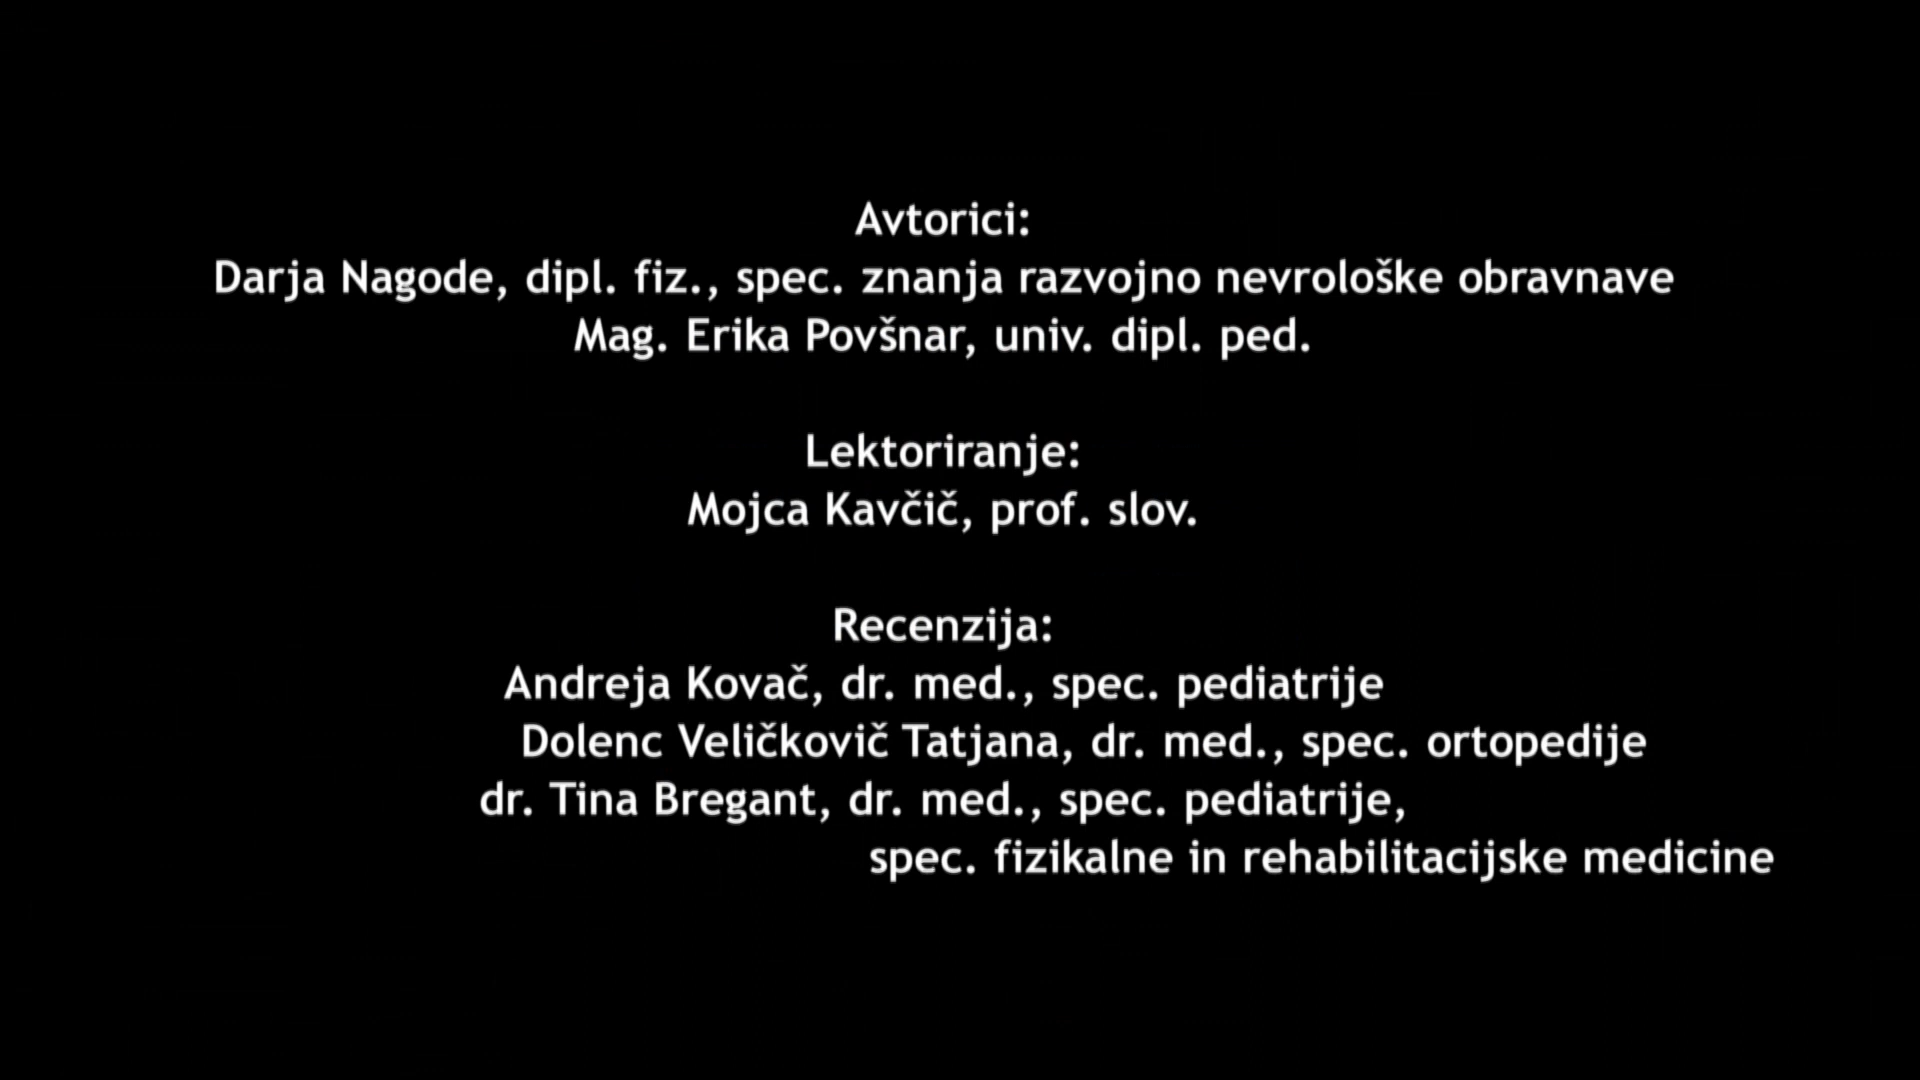 Avtorici:
Darja Nagode, dipl. fiz., spec. znanja razvojno nevrološke obravnave
Mag. Erika Povšnar, univ. dipl. ped.
Lektoriranje:
Mojca Kavčič, prof. slov.
Recenzija:
Andreja Kovač, dr. med., spec. pediatrije
Dolenc Veličkovič Tatjana, dr. med., spec. ortopedije
dr. Tina Bregant, dr. med., spec. pediatrije,
spec. fizikalne in rehabilitacijske medicine